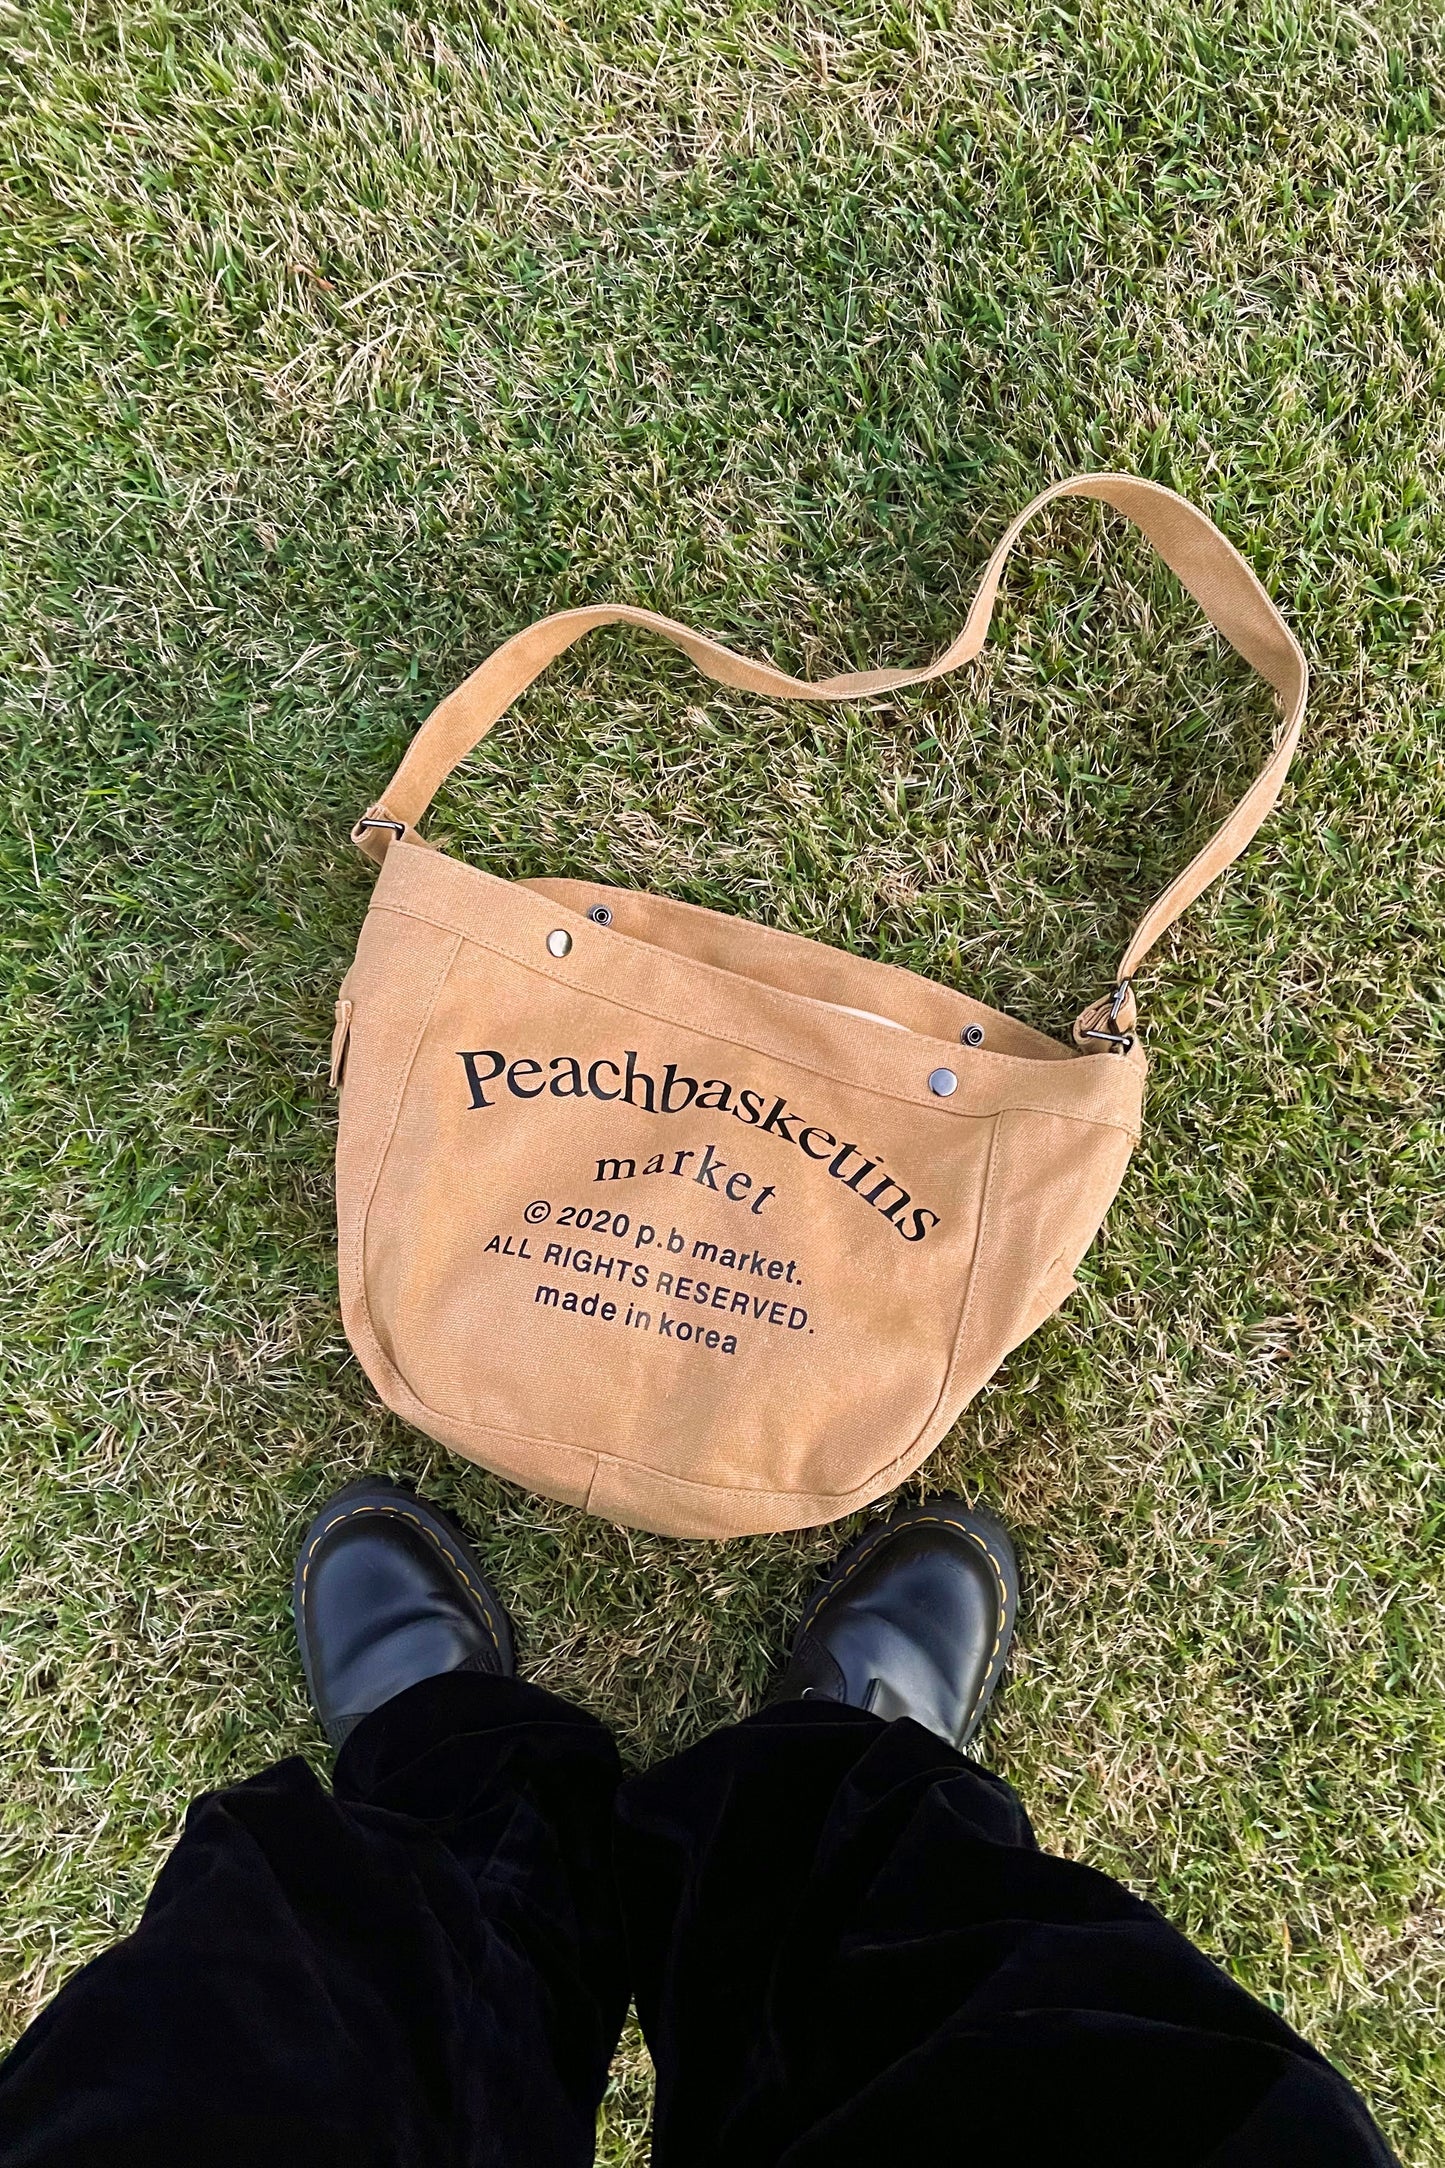 Peachbasketins
market
© 2020 p.b market.
ALL RIGHTS RESERVED.
made in korea